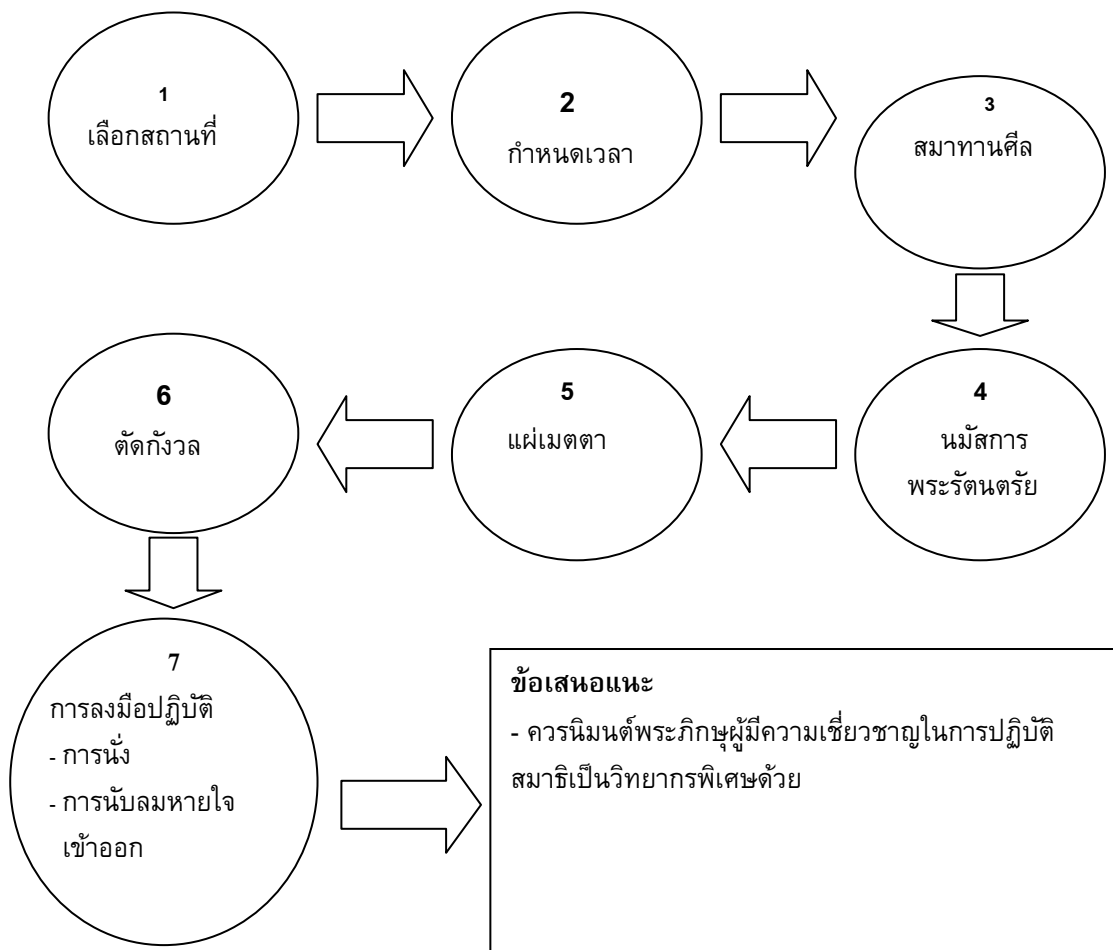 1
เลือกสถานที่
2
กำหนดเวลา
3
สมาทานศีล
4
นมัสการ
พระรัตนตรัย
5
แผ่เมตตา
6
ตัดกังวล
7
การลงมือปฏิบัติ
- การนั่ง
- การนับลมหายใจ
เข้าออก
ข้อเสนอแนะ
- ควรนิมนต์พระภิกษุผู้มีความเชี่ยวชาญในการปฏิบัติ
สมาธิเป็นวิทยากรพิเศษด้วย